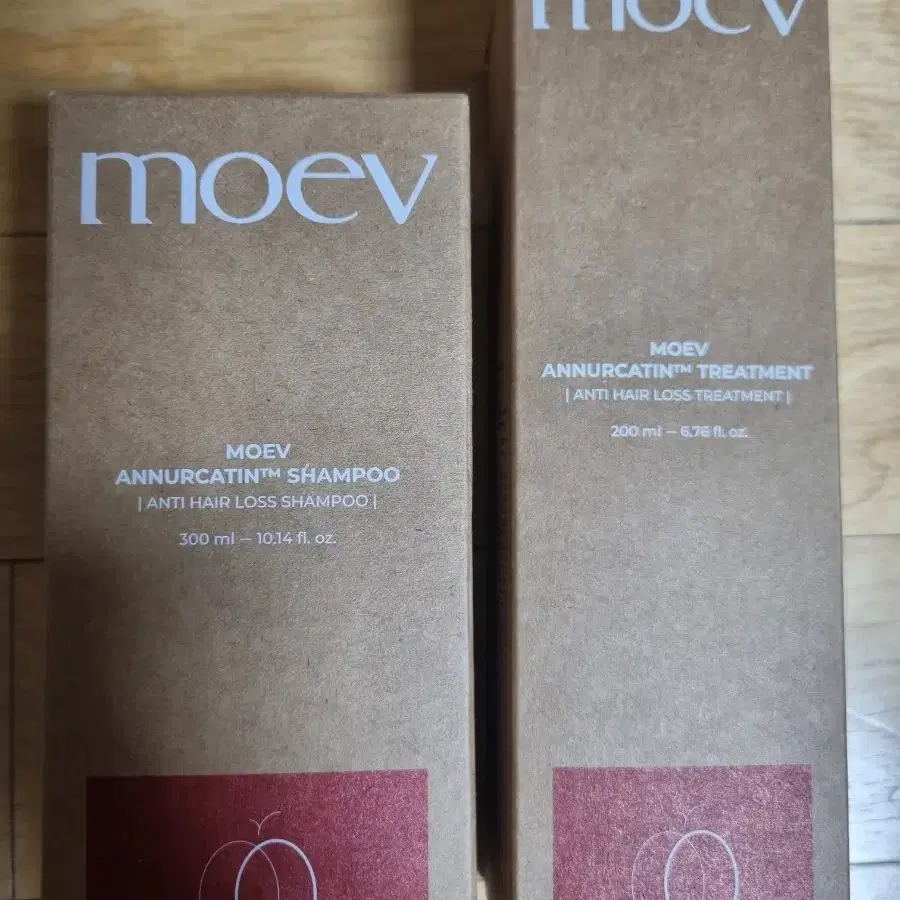 moev
MOEV
ANNURCATIN™ SHAMPOO
| ANTI HAIR LOSS SHAMPOO |
300 ml — 10.14 fl. oz.
moev
MOEV
ANNURCATIN™ TREATMENT
| ANTI HAIR LOSS TREATMENT |
200 ml — 6.76 fl. oz.